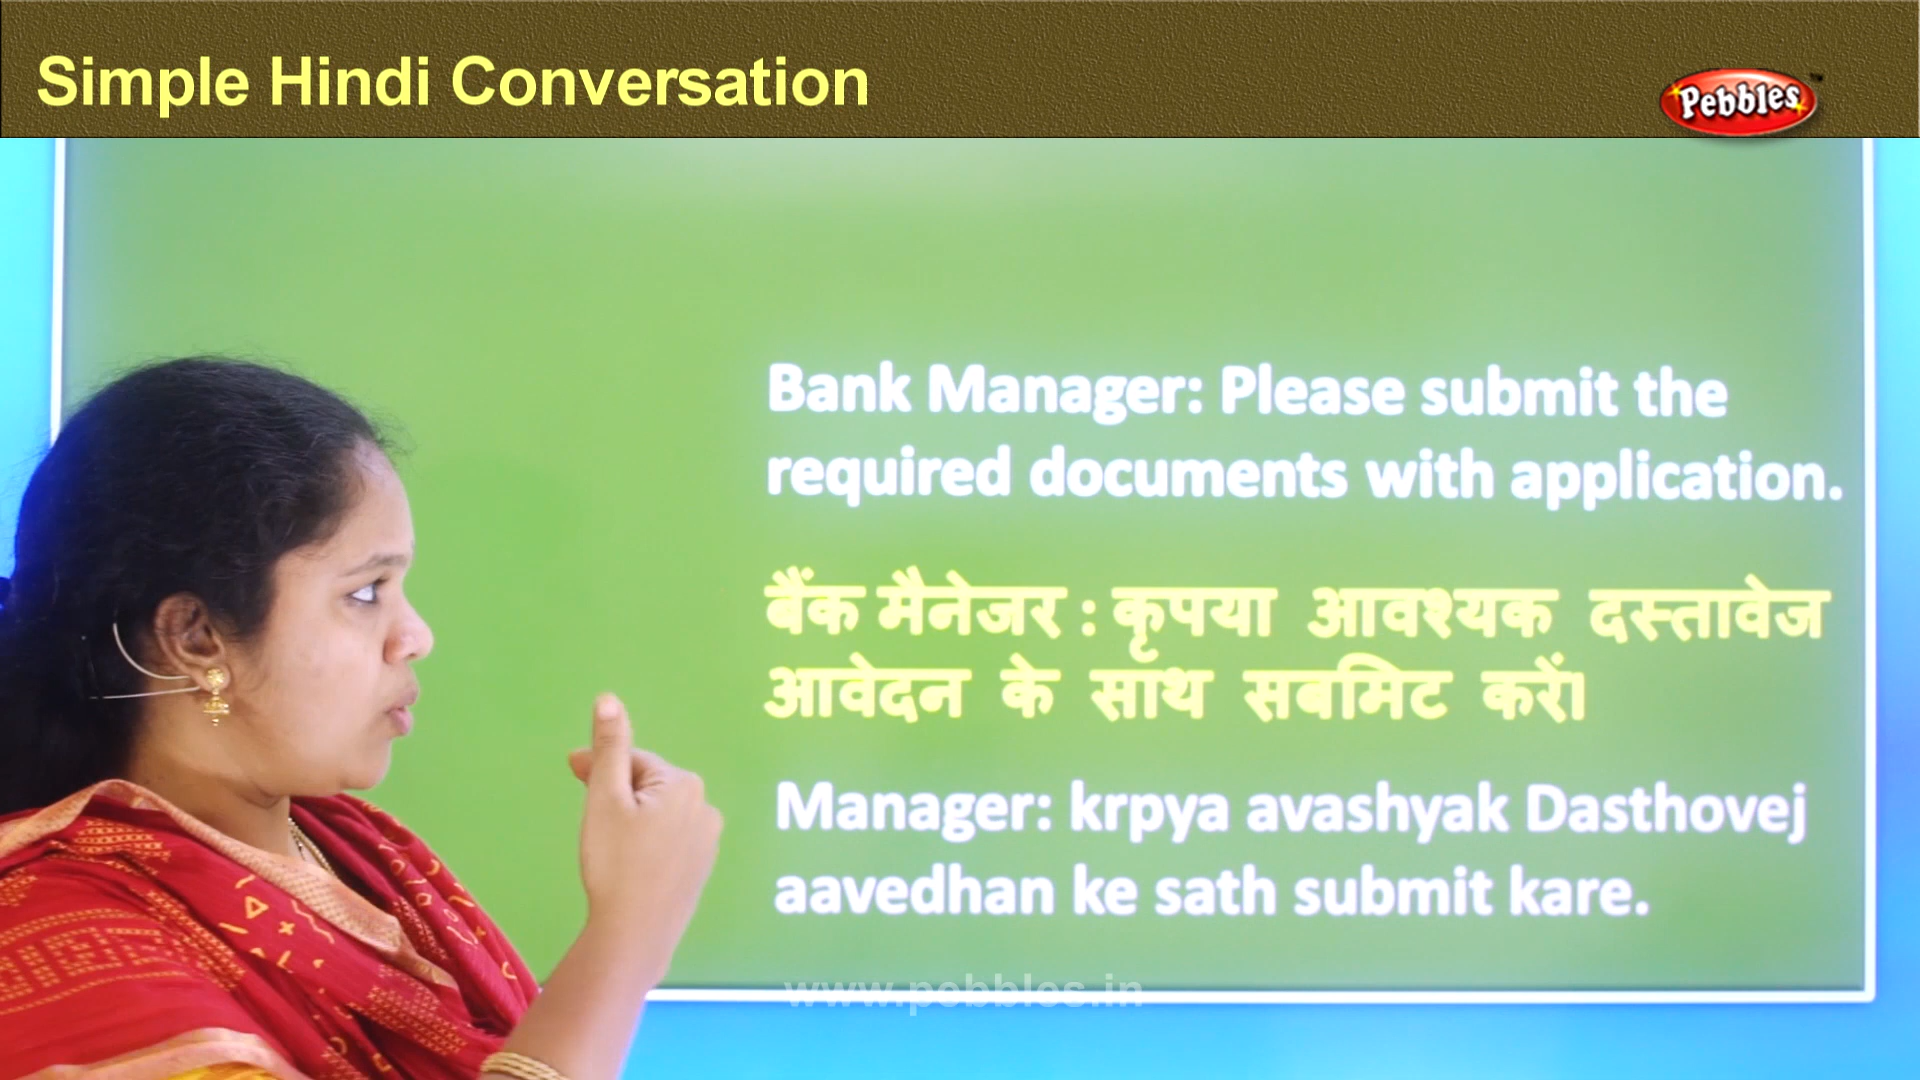 Simple Hindi Conversation
Pebbles
Bank Manager: Please submit the
required documents with application.
बैंक मैनेजर : कृपया आवश्यक दस्तावेज
आवेदन के साथ सबमिट करें।
Manager: krpya avashyak Dasthovej
aavedhan ke sath submit kare.
www.pebbles.in